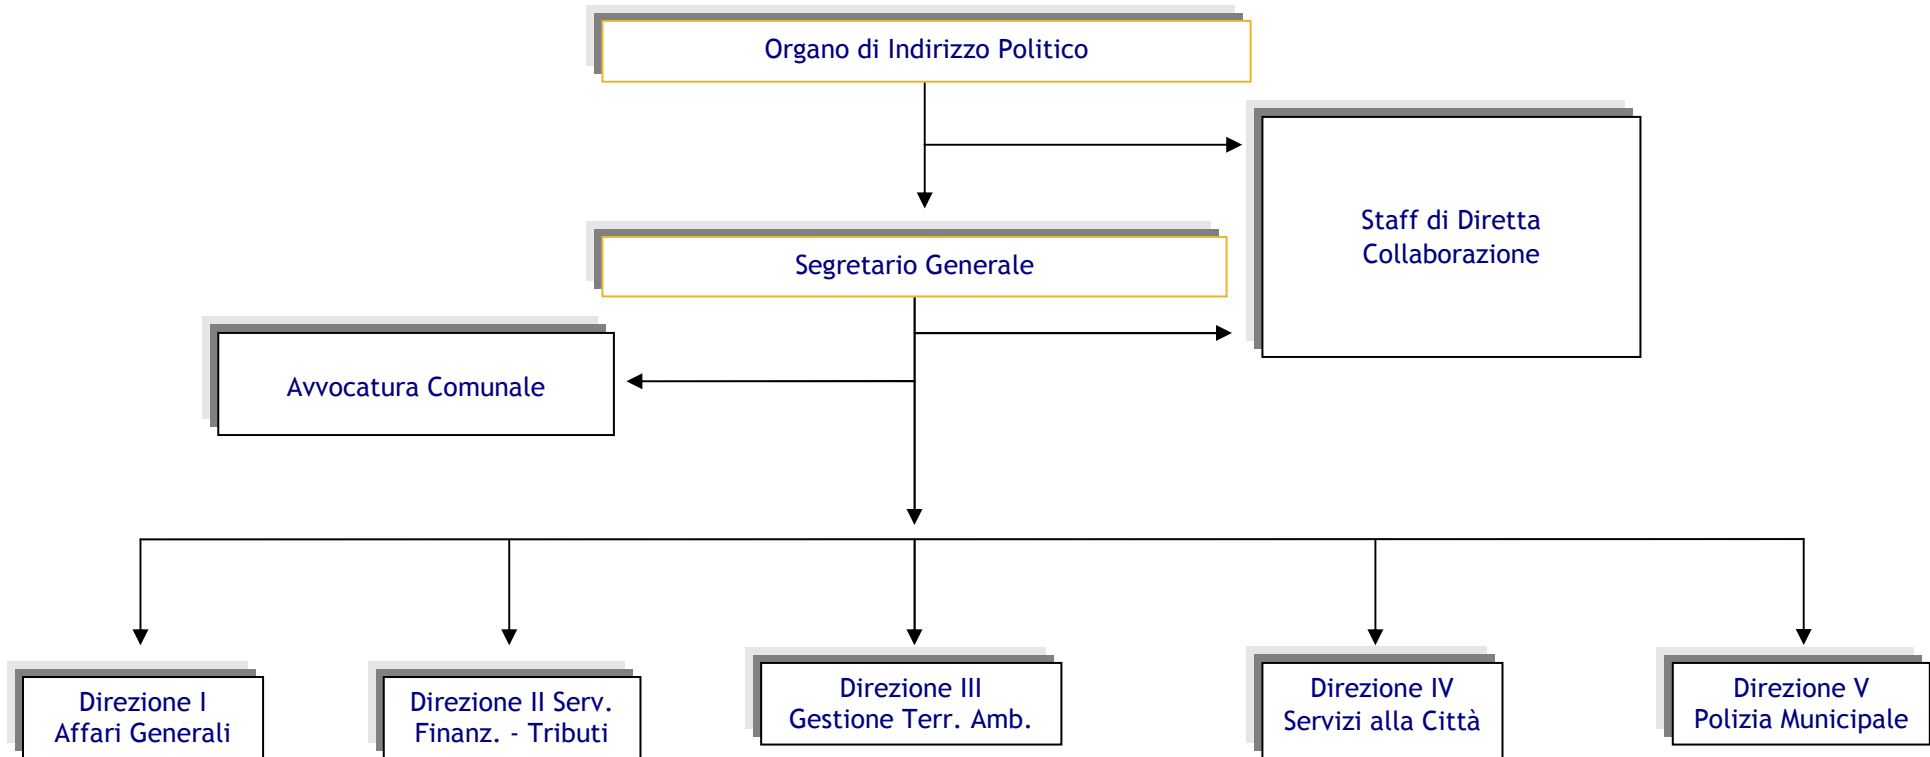 Organo di Indirizzo Politico
Staff di Diretta
Collaborazione
Segretario Generale
Avvocatura Comunale
Direzione I
Affari Generali
Direzione II Serv.
Finanz. - Tributi
Direzione III
Gestione Terr. Amb.
Direzione IV
Servizi alla Città
Direzione V
Polizia Municipale